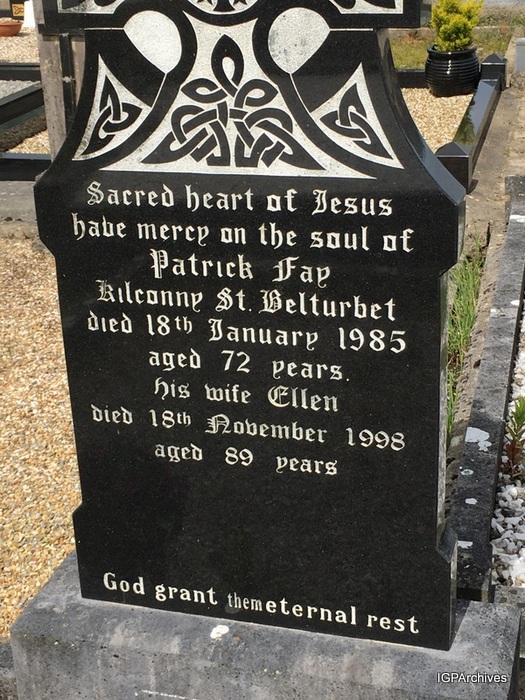 Sacred heart of Jesus
have mercy on the soul of
Patrick Fay
Kilconny St. Belturbet
died 18th January 1985
aged 72 years.
his wife Ellen
died 18th November 1998
aged 89 years
God grant them eternal rest
IGPArchives